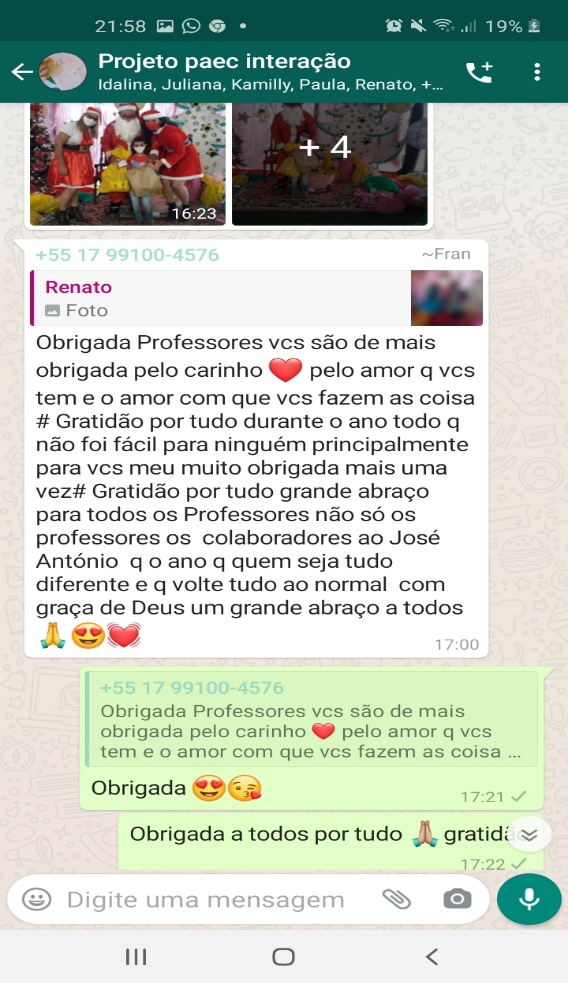 21:58
19%
Projeto paec interação
Idalina, Juliana, Kamilly, Paula, Renato, +...
16:23
+ 4
+55 17 99100-4576
~Fran
Renato
Foto
Obrigada Professores vcs são de mais
obrigada pelo carinho ❤️ pelo amor q vcs
tem e o amor com que vcs fazem as coisa
# Gratidão por tudo durante o ano todo q
não foi fácil para ninguém principalmente
para vcs meu muito obrigada mais uma
vez# Gratidão por tudo grande abraço
para todos os Professores não só os
professores os  colaboradores ao José
António  q o ano q quem seja tudo
diferente e q volte tudo ao normal  com
graça de Deus um grande abraço a todos
🙏😍💓
17:00
+55 17 99100-4576
Obrigada Professores vcs são de mais
obrigada pelo carinho ❤️ pelo amor q vcs
tem e o amor com que vcs fazem as coisa ...
Obrigada 😍😘
17:21
Obrigada a todos por tudo 🙏🏼
17:22
Digite uma mensagem